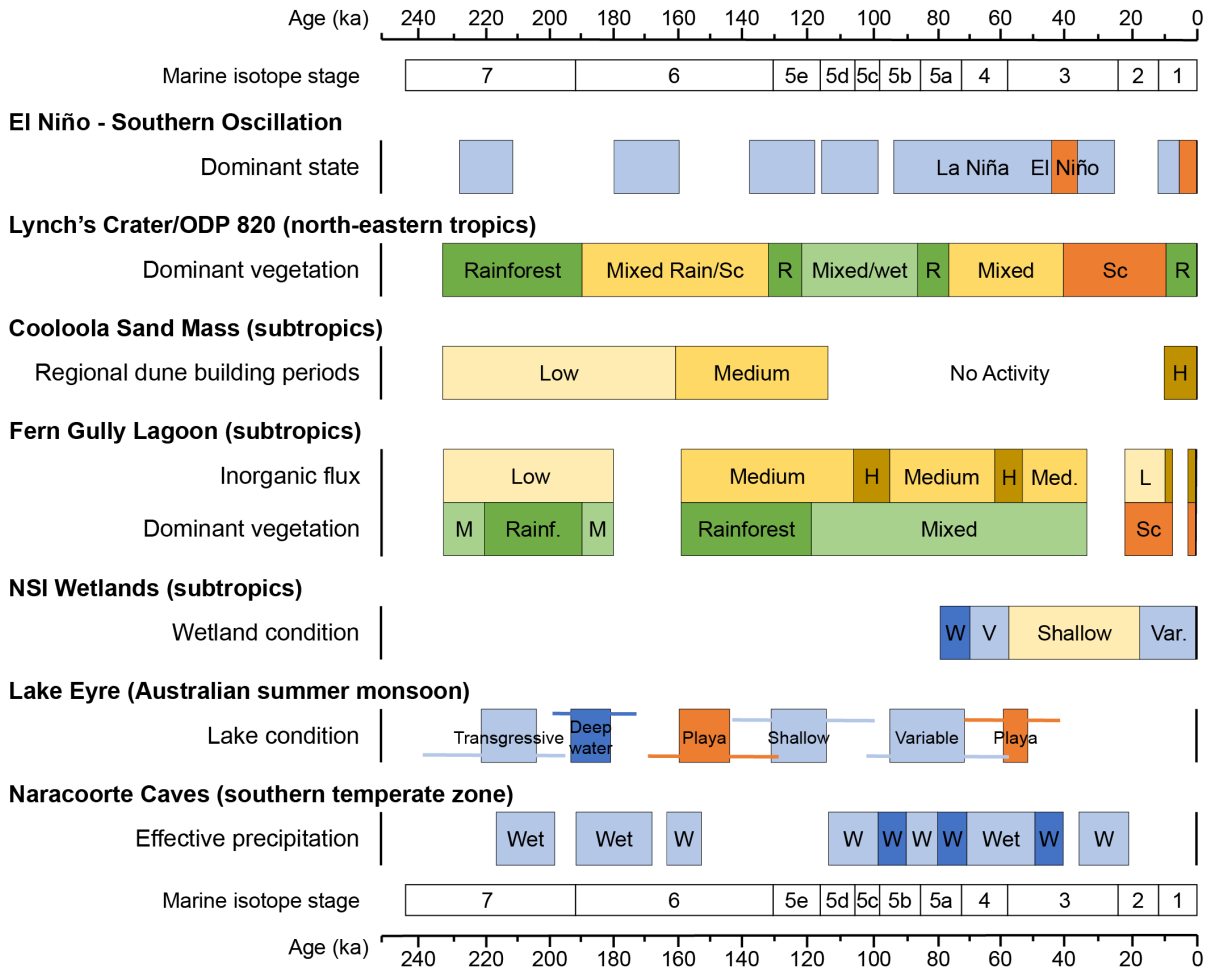 Age (ka) 240 220 200 180 160 140 120 100 80 60 40 20 0
Marine isotope stage 7 6 5e 5d 5c 5b 5a 4 3 2 1
El Niño - Southern Oscillation
Dominant state La Niña El Niño
Lynch’s Crater/ODP 820 (north-eastern tropics)
Dominant vegetation Rainforest Mixed Rain/Sc R Mixed/wet R Mixed Sc R
Cooloola Sand Mass (subtropics)
Regional dune building periods Low Medium No Activity H
Fern Gully Lagoon (subtropics)
Inorganic flux Low Medium H Medium H Med. L
Dominant vegetation M Rainf. M Rainforest Mixed Sc
NSI Wetlands (subtropics)
Wetland condition W V Shallow Var.
Lake Eyre (Australian summer monsoon)
Lake condition Transgressive Deep water Playa Shallow Variable Playa
Naracoorte Caves (southern temperate zone)
Effective precipitation Wet Wet W W W W W Wet W W
Marine isotope stage 7 6 5e 5d 5c 5b 5a 4 3 2 1
Age (ka) 240 220 200 180 160 140 120 100 80 60 40 20 0